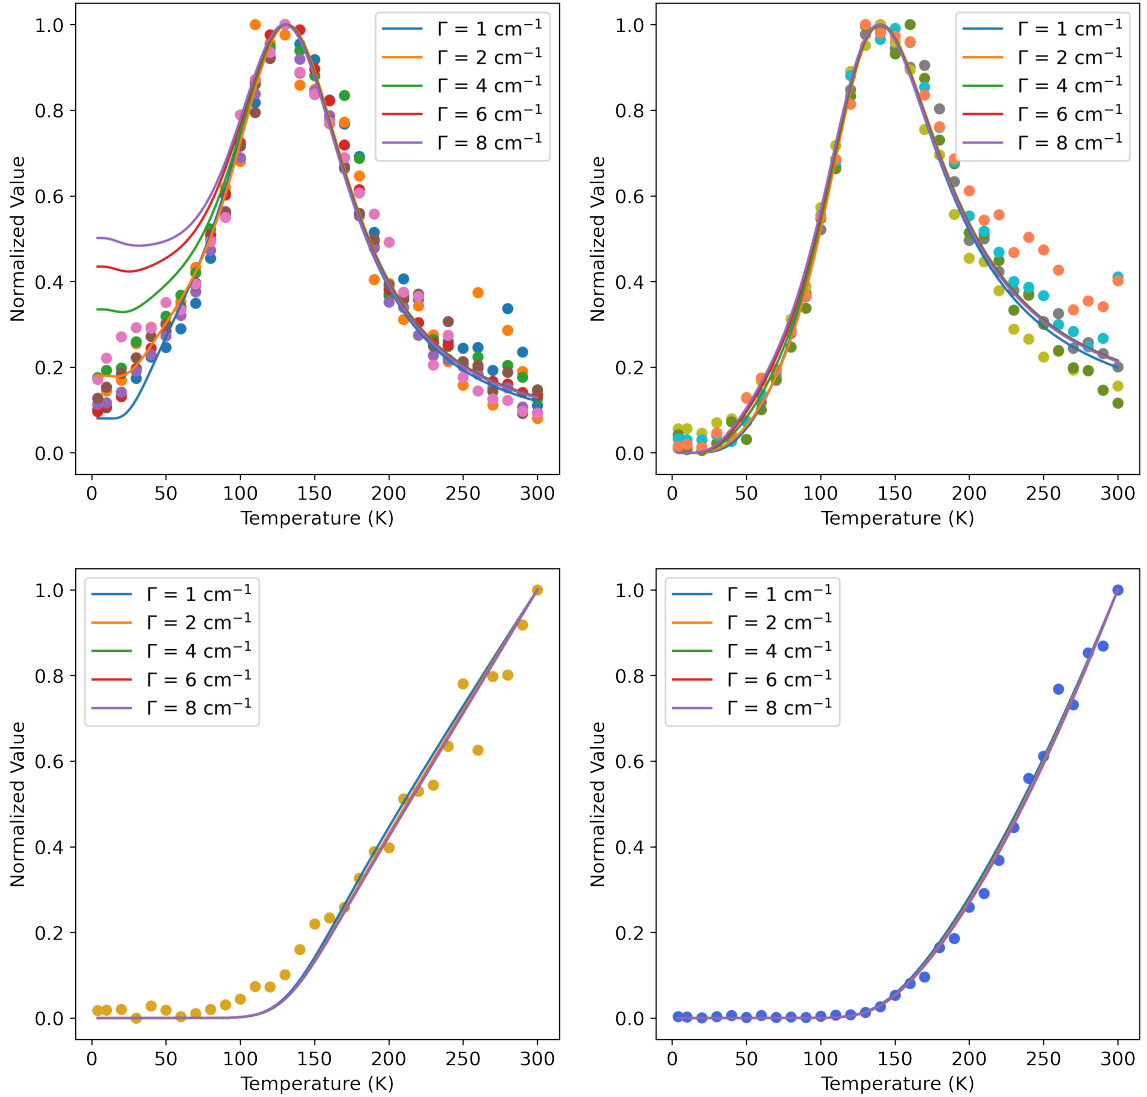 1.0
0.8
0.6
0.4
0.2
0.0
Normalized Value
0 50 100 150 200 250 300
Temperature (K)
Γ = 1 cm⁻¹
Γ = 2 cm⁻¹
Γ = 4 cm⁻¹
Γ = 6 cm⁻¹
Γ = 8 cm⁻¹
1.0
0.8
0.6
0.4
0.2
0.0
Normalized Value
0 50 100 150 200 250 300
Temperature (K)
Γ = 1 cm⁻¹
Γ = 2 cm⁻¹
Γ = 4 cm⁻¹
Γ = 6 cm⁻¹
Γ = 8 cm⁻¹
1.0
0.8
0.6
0.4
0.2
0.0
Normalized Value
0 50 100 150 200 250 300
Temperature (K)
Γ = 1 cm⁻¹
Γ = 2 cm⁻¹
Γ = 4 cm⁻¹
Γ = 6 cm⁻¹
Γ = 8 cm⁻¹
1.0
0.8
0.6
0.4
0.2
0.0
Normalized Value
0 50 100 150 200 250 300
Temperature (K)
Γ = 1 cm⁻¹
Γ = 2 cm⁻¹
Γ = 4 cm⁻¹
Γ = 6 cm⁻¹
Γ = 8 cm⁻¹